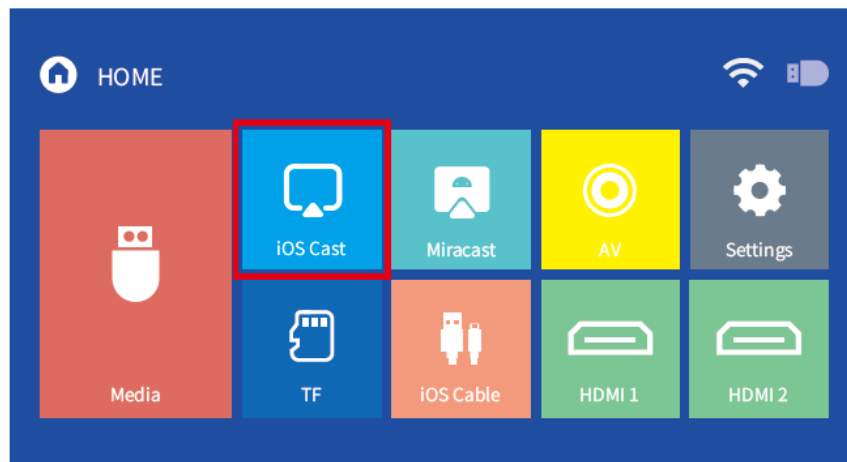 HOME
iOS Cast
Miracast
AV
Settings
Media
TF
iOS Cable
HDMI 1
HDMI 2